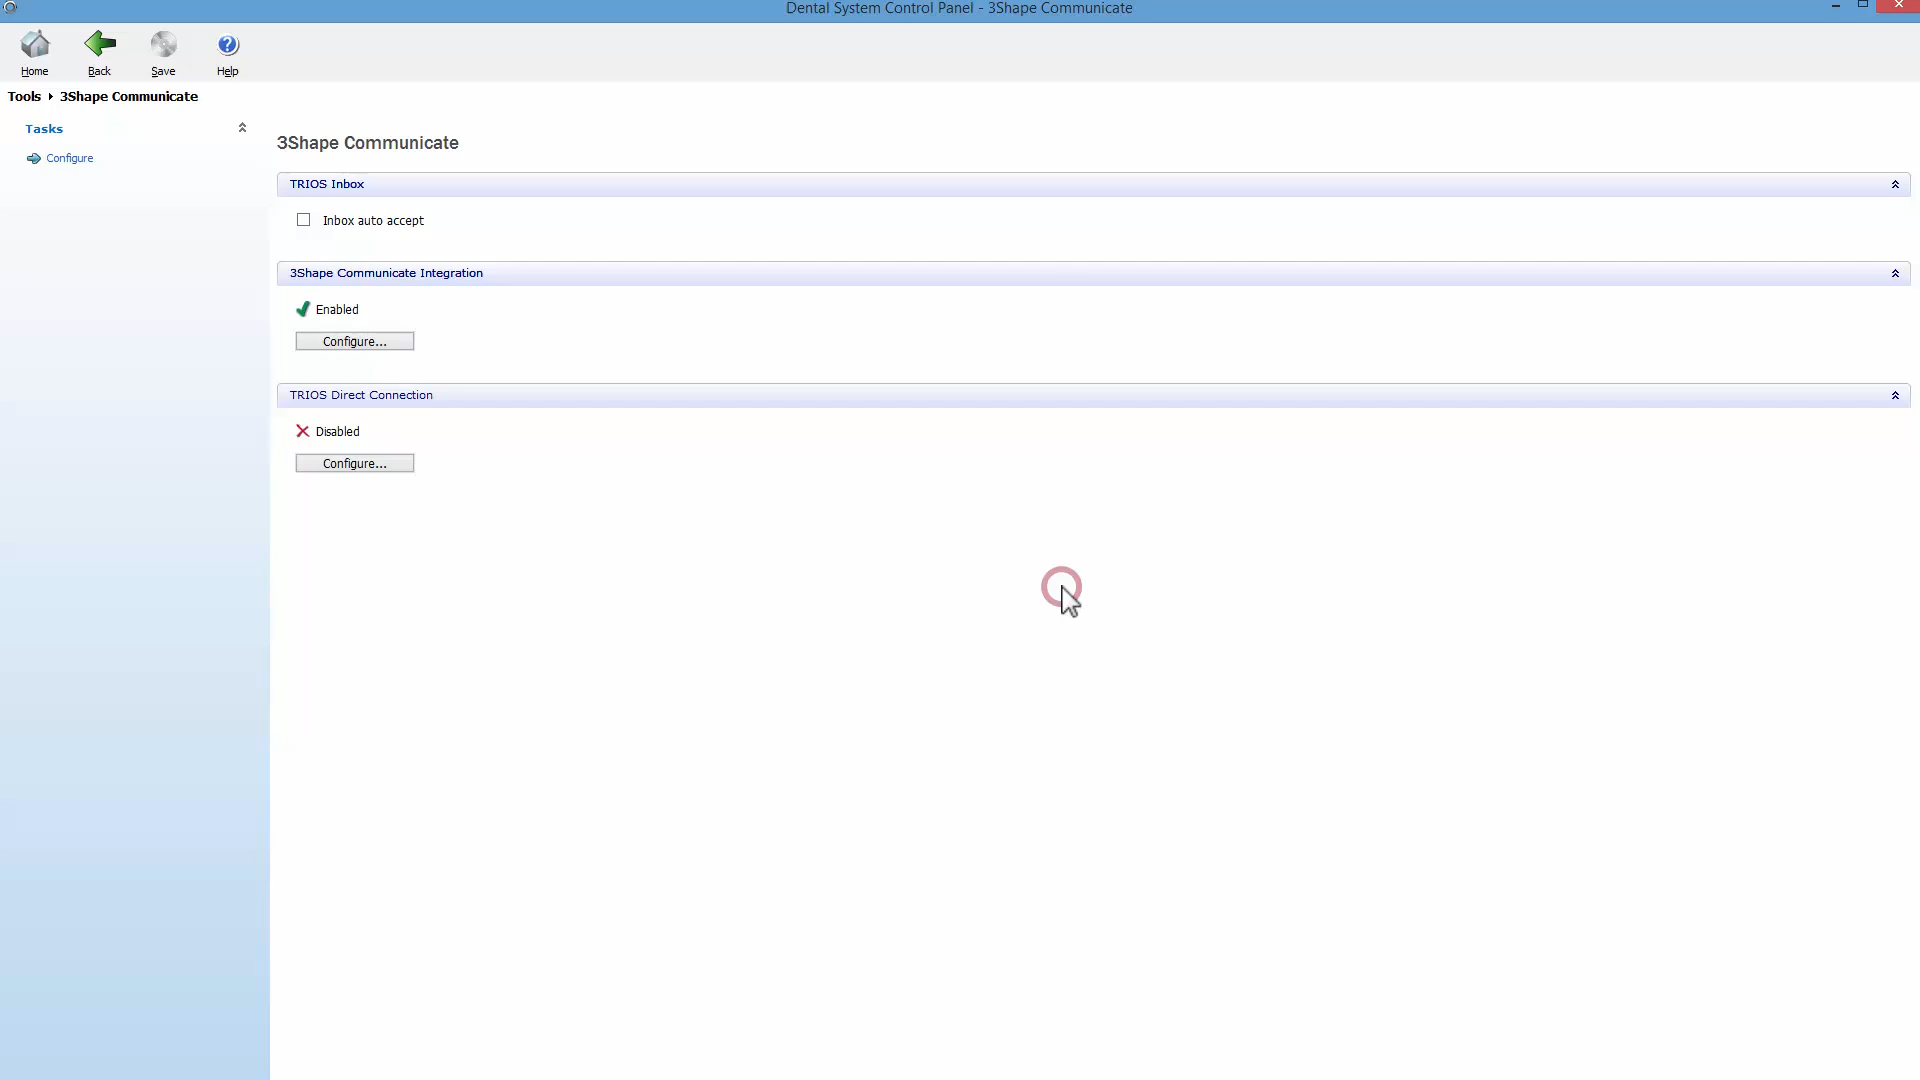 Dental System Control Panel - 3Shape Communicate
Home Back Save Help
Tools 3Shape Communicate
Tasks
Configure
3Shape Communicate
TRIOS Inbox
Inbox auto accept
3Shape Communicate Integration
Enabled
Configure...
TRIOS Direct Connection
Disabled
Configure...